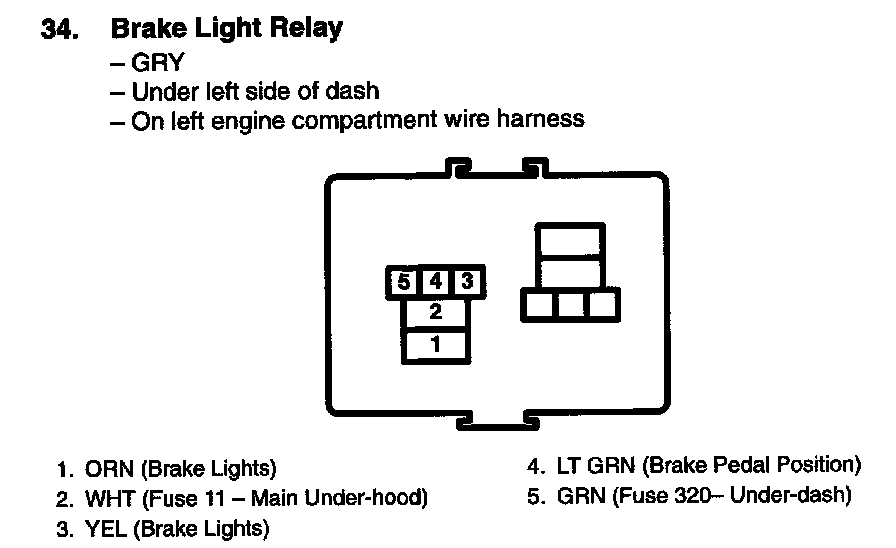 34. Brake Light Relay
– GRY
– Under left side of dash
– On left engine compartment wire harness
5 4 3
2
1
1. ORN (Brake Lights)
2. WHT (Fuse 11 – Main Under-hood)
3. YEL (Brake Lights)
4. LT GRN (Brake Pedal Position)
5. GRN (Fuse 320– Under-dash)